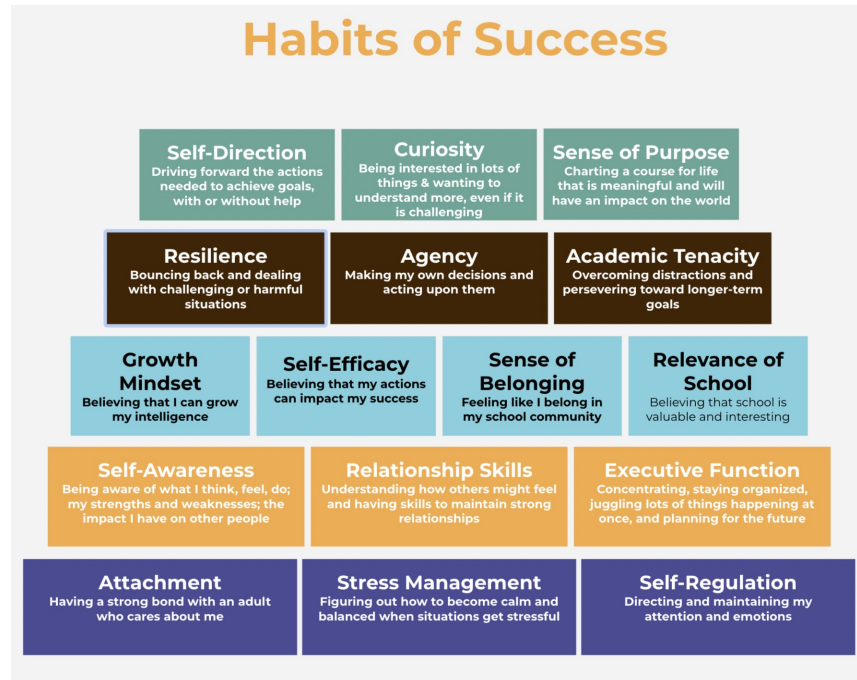 Habits of Success
Self-Direction
Driving forward the actions
needed to achieve goals,
with or without help
Curiosity
Being interested in lots of
things & wanting to
understand more, even if it
is challenging
Sense of Purpose
Charting a course for life
that is meaningful and will
have an impact on the world
Resilience
Bouncing back and dealing
with challenging or harmful
situations
Agency
Making my own decisions and
acting upon them
Academic Tenacity
Overcoming distractions and
persevering toward longer-term
goals
Growth
Mindset
Believing that I can grow
my intelligence
Self-Efficacy
Believing that my actions
can impact my success
Sense of
Belonging
Feeling like I belong in
my school community
Relevance of
School
Believing that school is
valuable and interesting
Self-Awareness
Being aware of what I think, feel, do;
my strengths and weaknesses; the
impact I have on other people
Relationship Skills
Understanding how others might feel
and having skills to maintain strong
relationships
Executive Function
Concentrating, staying organized,
juggling lots of things happening at
once, and planning for the future
Attachment
Having a strong bond with an adult
who cares about me
Stress Management
Figuring out how to become calm and
balanced when situations get stressful
Self-Regulation
Directing and maintaining my
attention and emotions